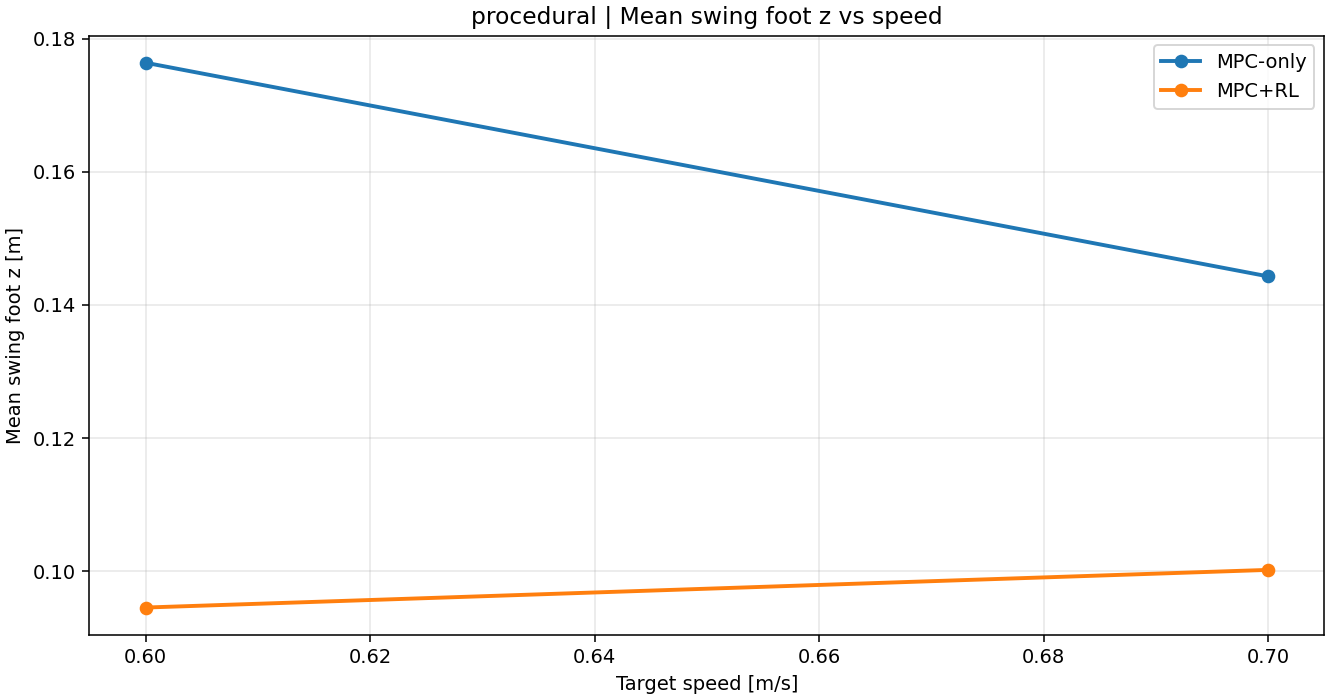 procedural | Mean swing foot z vs speed
MPC-only
MPC+RL
Mean swing foot z [m]
0.18
0.16
0.14
0.12
0.10
0.60
0.62
0.64
0.66
0.68
0.70
Target speed [m/s]